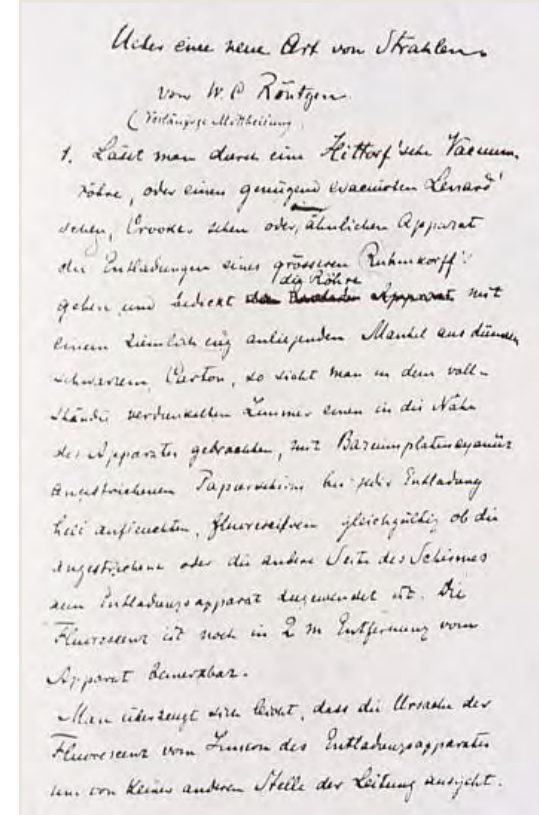 Ueber eine neue Art von Strahlen.
von W. C. Röntgen.
(Vorläufige Mittheilung)
1. Lässt man durch eine Hittorf'sche Vacuum-
röhre, oder einen genügend evacuirten Lenard'
schen, Crookes'schen oder ähnlichen Apparat
die Entladungen eines grösseren Ruhmkorff's
die Röhre
gehen und bedeckt Apparat mit
einem ziemlich eng anliegenden Mantel aus dünnem
schwarzem Carton, so sieht man in dem voll-
ständig verdunkelten Zimmer einen in die Nähe
des Apparates gebrachten, mit Bariumplatincyanür
angestrichenen Papierschirm bei jeder Entladung
hell aufleuchten, fluoresciren gleichgültig ob die
angestrichene oder die andere Seite des Schirmes
dem Entladungsapparat zugewendet ist. Die
Fluorescenz ist noch in 2 m Entfernung vom
Apparat bemerkbar.
Man überzeugt sich leicht, dass die Ursache der
Fluorescenz vom Innern des Entladungsapparates
und von keiner anderen Stelle der Leitung ausgeht.